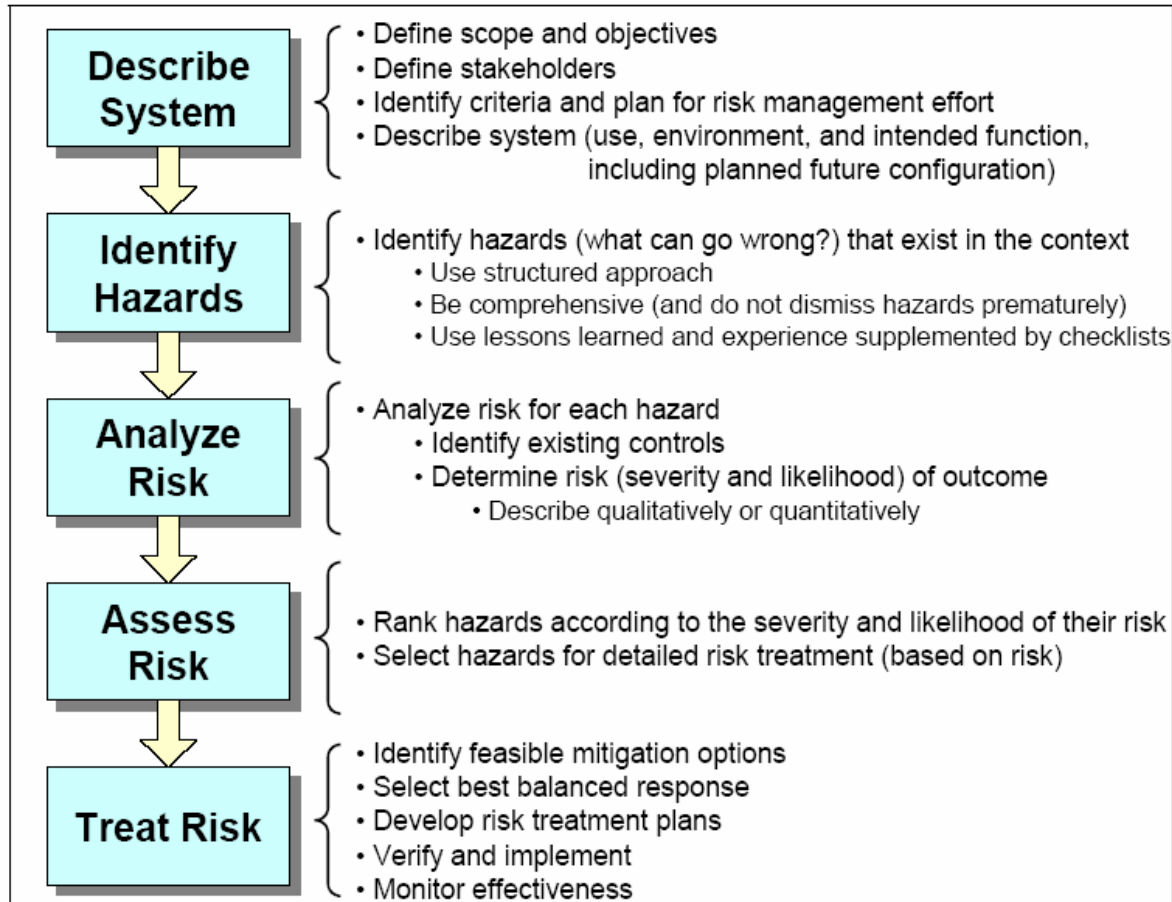 Describe
System
• Define scope and objectives
• Define stakeholders
• Identify criteria and plan for risk management effort
• Describe system (use, environment, and intended function,
including planned future configuration)
Identify
Hazards
• Identify hazards (what can go wrong?) that exist in the context
• Use structured approach
• Be comprehensive (and do not dismiss hazards prematurely)
• Use lessons learned and experience supplemented by checklists
Analyze
Risk
• Analyze risk for each hazard
• Identify existing controls
• Determine risk (severity and likelihood) of outcome
• Describe qualitatively or quantitatively
Assess
Risk
• Rank hazards according to the severity and likelihood of their risk
• Select hazards for detailed risk treatment (based on risk)
Treat Risk
• Identify feasible mitigation options
• Select best balanced response
• Develop risk treatment plans
• Verify and implement
• Monitor effectiveness